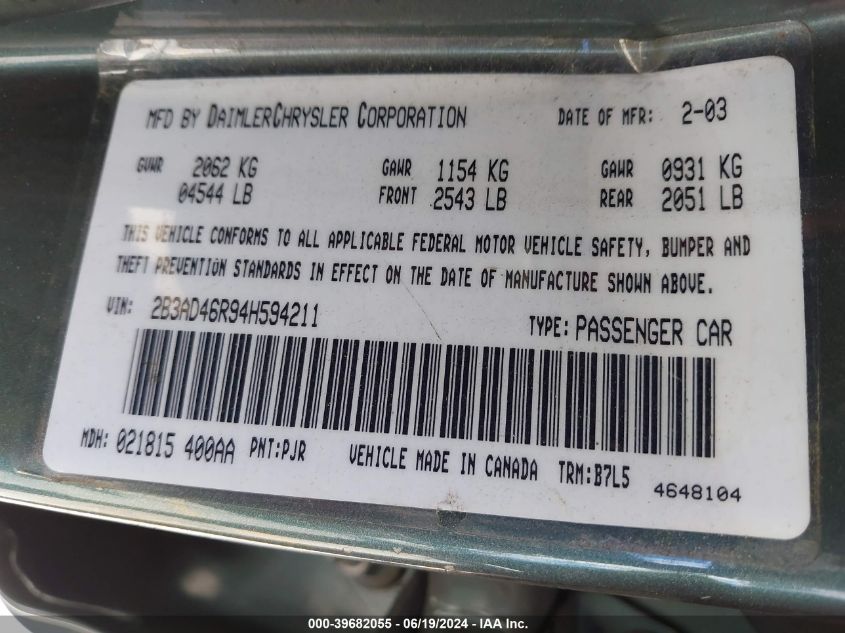 MFD BY DAIMLERCHRYSLER CORPORATION DATE OF MFR: 2-03
GVWR 2062 KG GAWR 1154 KG GAWR 0931 KG
04544 LB FRONT 2543 LB REAR 2051 LB
THIS VEHICLE CONFORMS TO ALL APPLICABLE FEDERAL MOTOR VEHICLE SAFETY, BUMPER AND
THEFT PREVENTION STANDARDS IN EFFECT ON THE DATE OF MANUFACTURE SHOWN ABOVE.
VIN: 2B3AD46R94H594211 TYPE: PASSENGER CAR
MDH: 021815 400AA PNT:PJR VEHICLE MADE IN CANADA TRM:B7L5 4648104
000-39682055 - 06/19/2024 - IAA Inc.